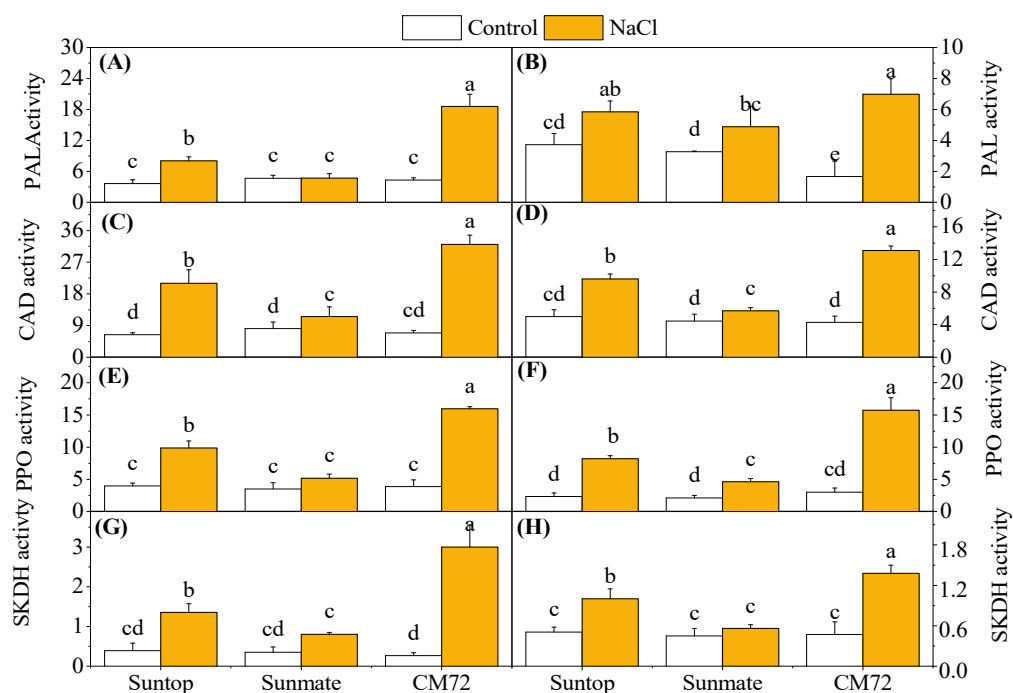 Control NaCl
(A) (B)
30 24 18 12 6 0
PALActivity
c b c c c a
10 8 6 4 2 0
PAL activity
cd ab d bc e a
(C) (D)
36 27 18 9 0
CAD activity
d b d c cd a
16 12 8 4 0
CAD activity
cd b d c d a
(E) (F)
20 15 10 5 0
PPO activity
c b c c c a
20 15 10 5 0
PPO activity
d b d c cd a
(G) (H)
3 2 1 0
SKDH activty
cd b cd c d a
1.8 1.2 0.6 0.0
SKDH activity
c b c c c a
Suntop Sunmate CM72 Suntop Sunmate CM72